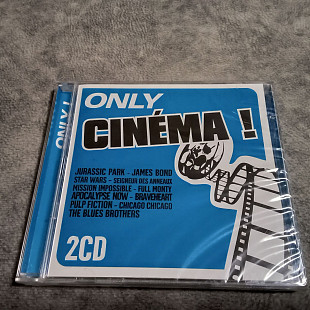 ONLY
CINÉMA !
JURASSIC PARK - JAMES BOND
STAR WARS - SEIGNEUR DES ANNEAUX
MISSION IMPOSSIBLE - FULL MONTY
APOCALYPSE NOW - BRAVEHEART
PULP FICTION - CHICAGO CHICAGO
THE BLUES BROTHERS
2CD
ONLY !